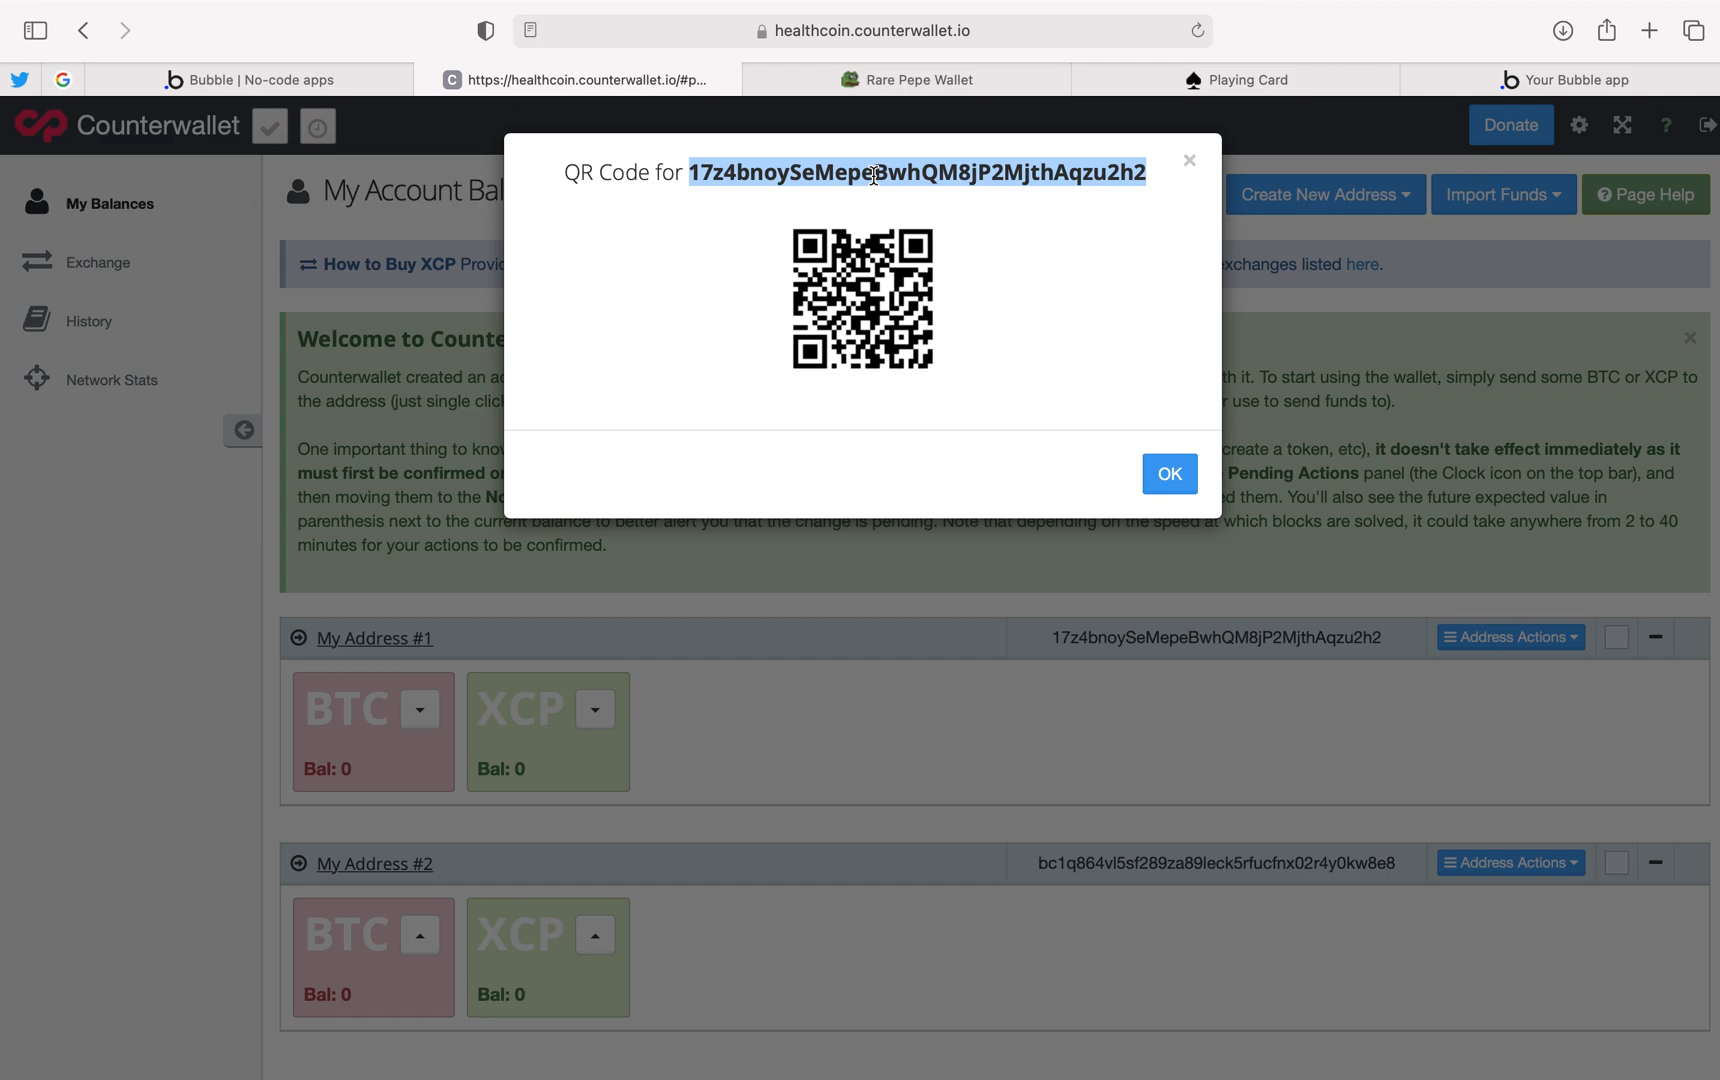 healthcoin.counterwallet.io
Bubble | No-code apps
C https://healthcoin.counterwallet.io/#p...
Rare Pepe Wallet
Playing Card
Your Bubble app
Counterwallet
Donate
?
QR Code for 17z4bnoySeMepeBwhQM8jP2MjthAqzu2h2
×
OK
My Balances
Exchange
History
Network Stats
My Account Bal
Create New Address
Import Funds
? Page Help
How to Buy XCP Provid
xchanges listed here.
Welcome to Counte
×
Counterwallet created an ac
th it. To start using the wallet, simply send some BTC or XCP to
the address (just single clic
r use to send funds to).
One important thing to know
create a token, etc), it doesn't take effect immediately as it
must first be confirmed o
Pending Actions panel (the Clock icon on the top bar), and
then moving them to the No
d them. You'll also see the future expected value in
parenthesis next to the current balance to better alert you that the change is pending. Note that depending on the speed at which blocks are solved, it could take anywhere from 2 to 40
minutes for your actions to be confirmed.
My Address #1
17z4bnoySeMepeBwhQM8jP2MjthAqzu2h2
Address Actions
BTC
Bal: 0
XCP
Bal: 0
My Address #2
bc1q864vl5sf289za89leck5rfucfnx02r4y0kw8e8
Address Actions
BTC
Bal: 0
XCP
Bal: 0